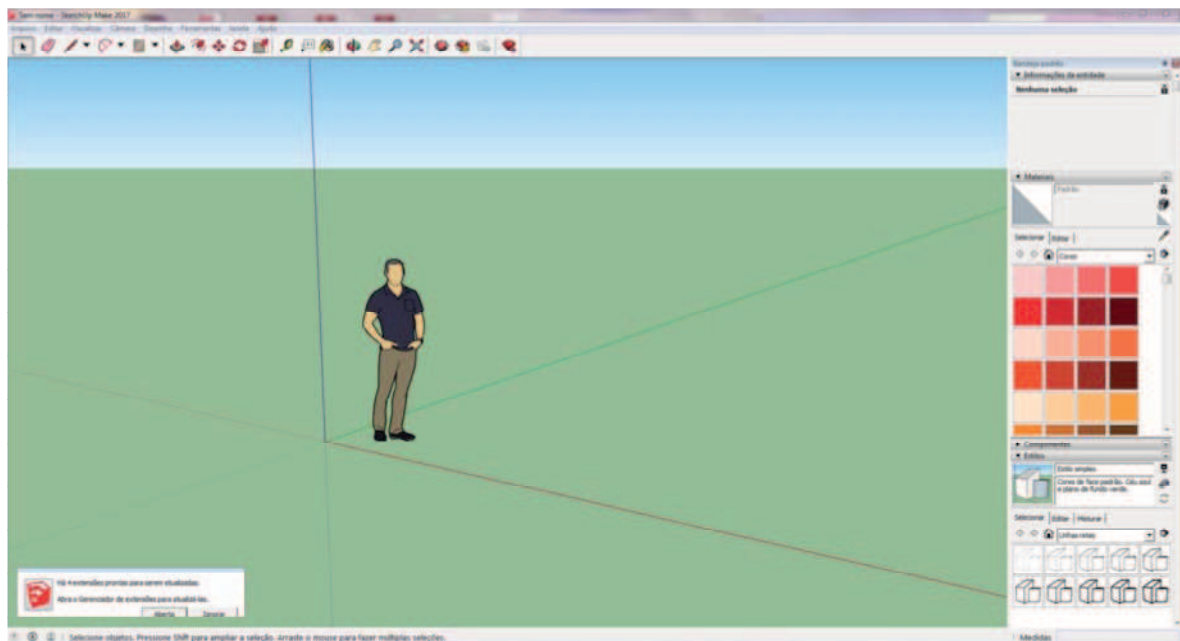 Sem nome - SketchUp Make 2017
Arquivo Editar Visualizar Câmera Desenho Ferramentas Janela Ajuda
Bandeja padrão
Informações da entidade
Nenhuma seleção
Materiais
Padrão
Selecionar Editar
Cores
Componentes
Estilos
Estilo simples
Cores de face padrão. Céu azul
e plano de fundo verde.
Selecionar Editar Misturar
Linhas retas
Há 4 extensões prontas para serem atualizadas.
Abra o Gerenciador de extensões para atualizá-las.
Ignorar
Selecione objetos. Pressione Shift para ampliar a seleção. Arraste o mouse para fazer múltiplas seleções.
Medidas